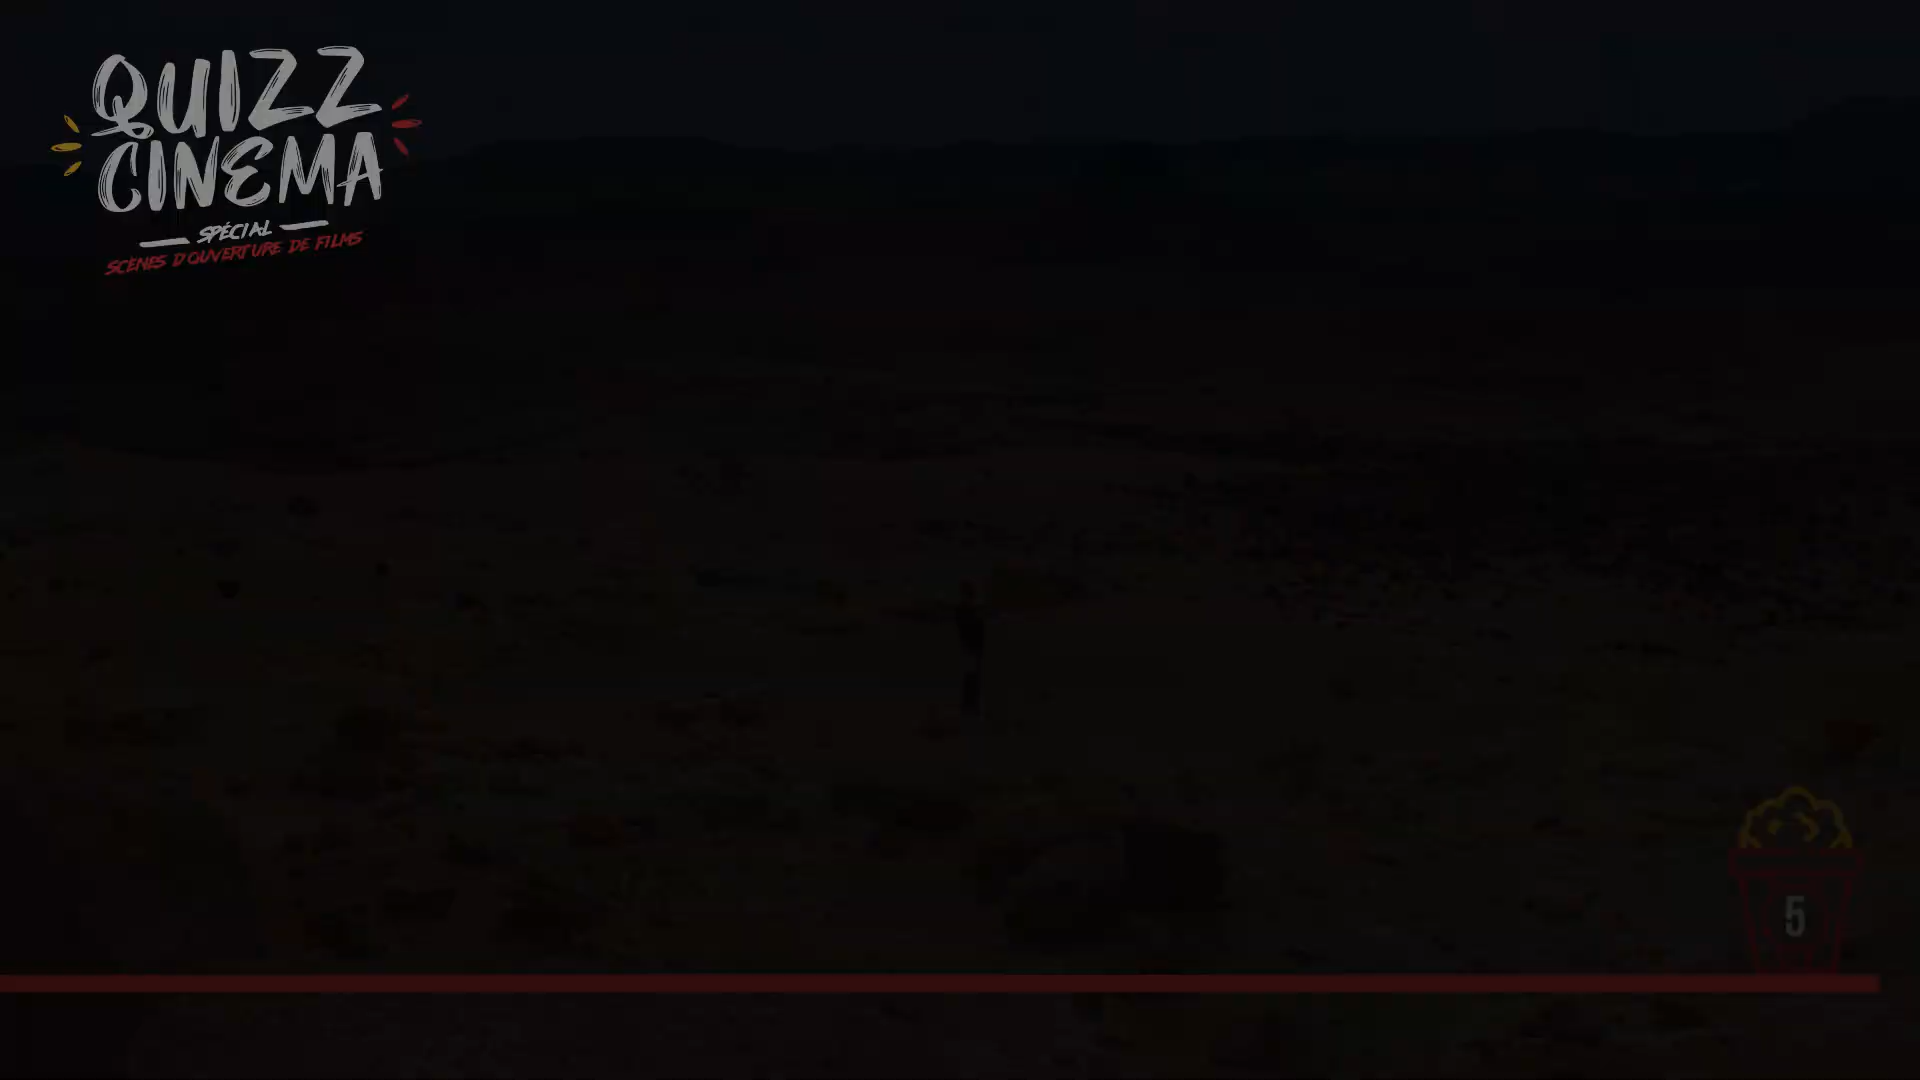 QUIZZ
CINEMA
SPÉCIAL
SCÈNES D'OUVERTURE DE FILMS
5